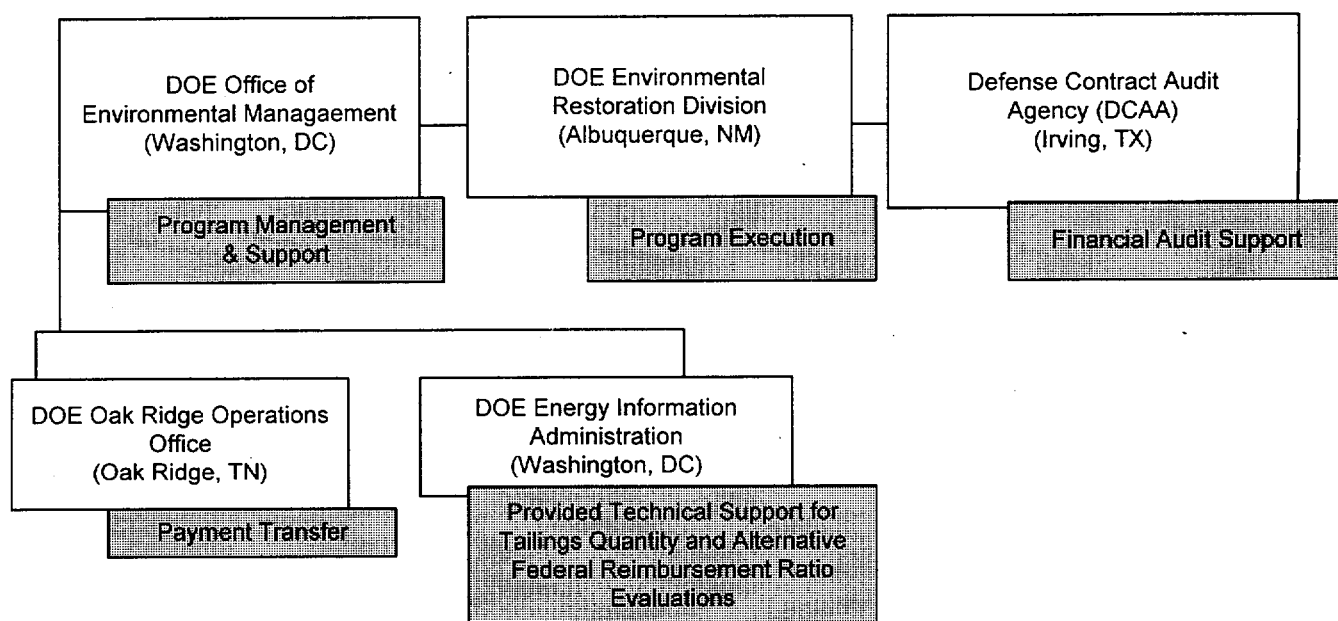 DOE Office of
Environmental Managaement
(Washington, DC)
Program Management
& Support
DOE Environmental
Restoration Division
(Albuquerque, NM)
Program Execution
Defense Contract Audit
Agency (DCAA)
(Irving, TX)
Financial Audit Support
DOE Oak Ridge Operations
Office
(Oak Ridge, TN)
Payment Transfer
DOE Energy Information
Administration
(Washington, DC)
Provided Technical Support for
Tailings Quantity and Alternative
Federal Reimbursement Ratio
Evaluations